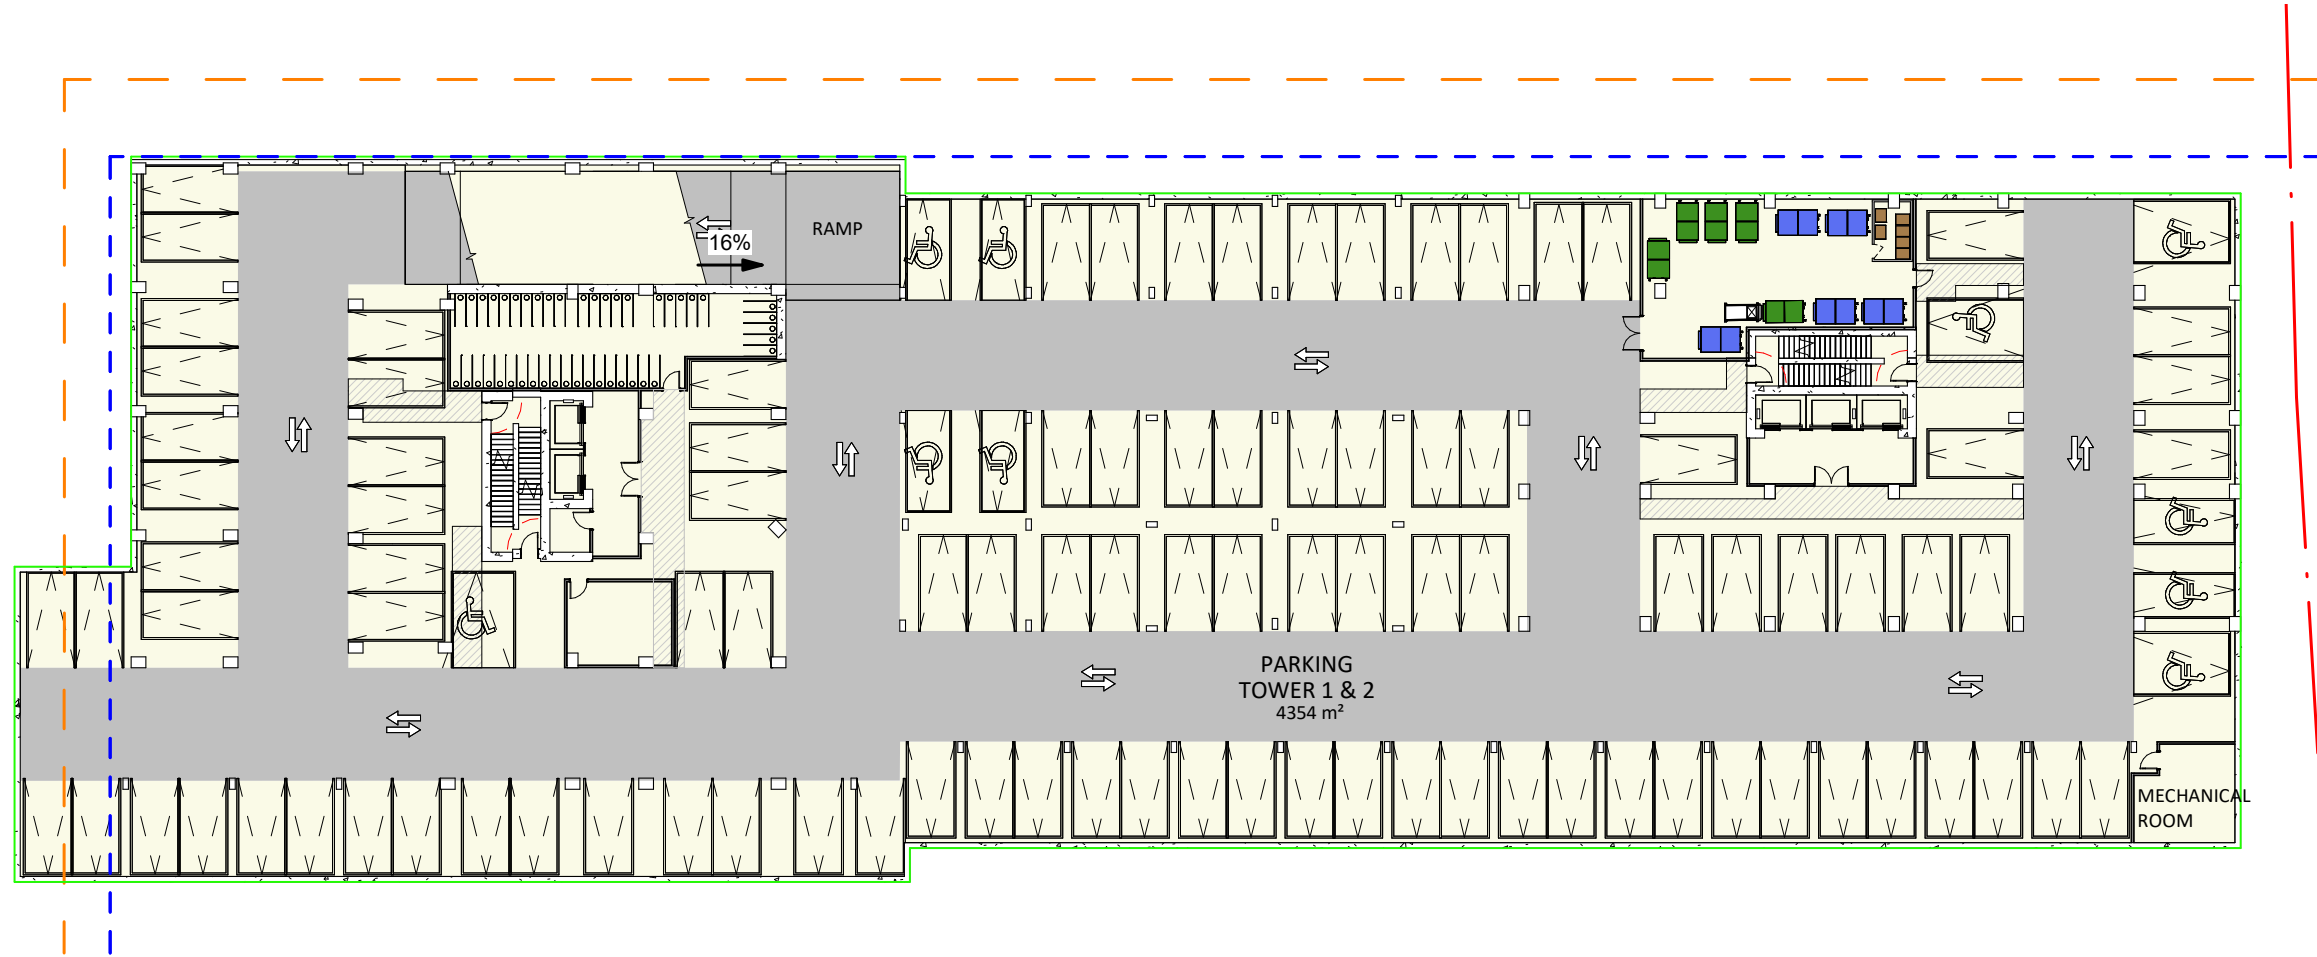 RAMP
16%
PARKING
TOWER 1 & 2
4354 m²
MECHANICAL
ROOM